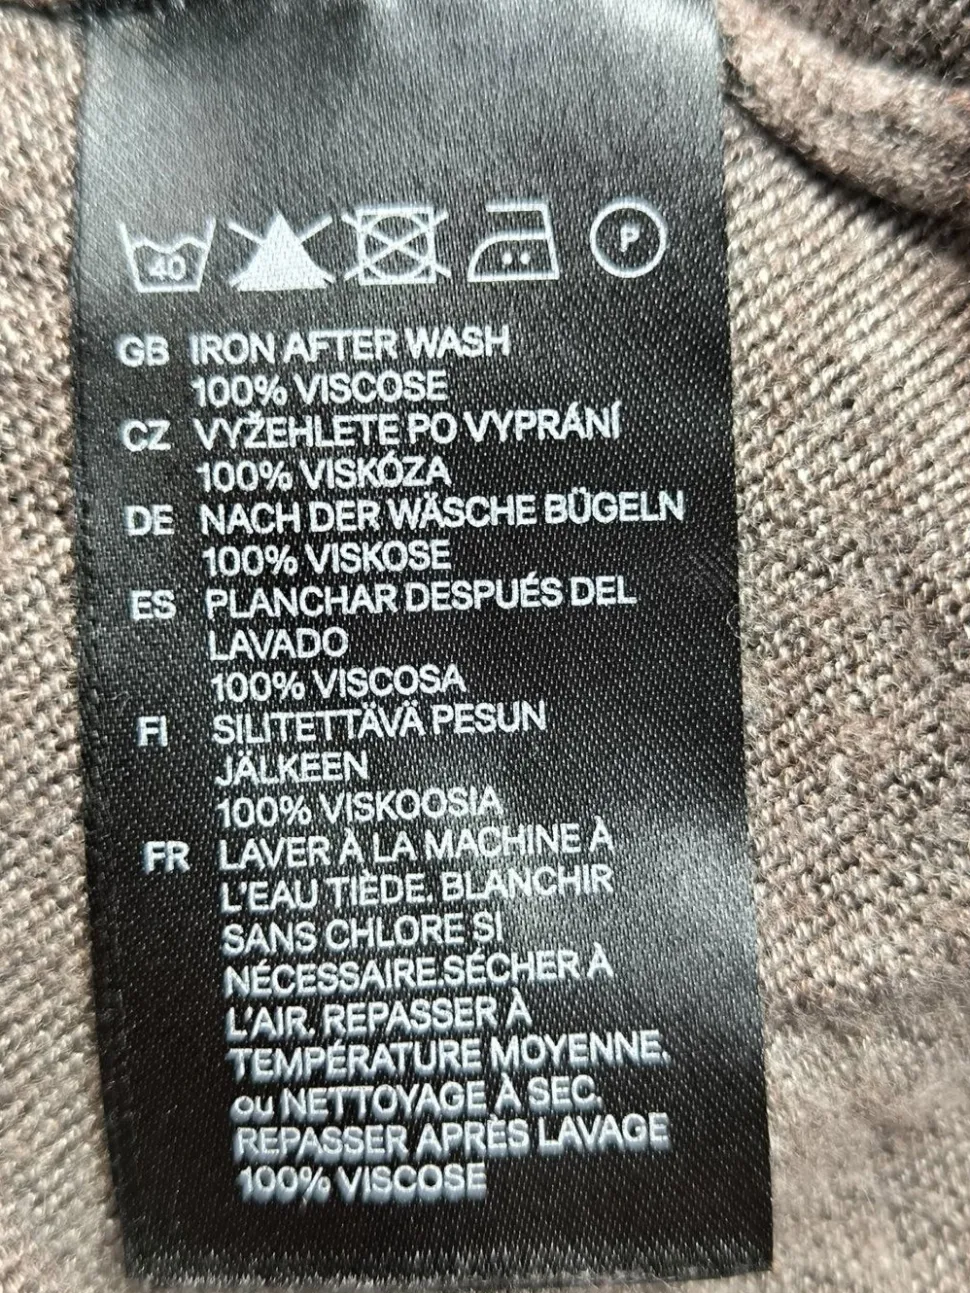 40 P
GB IRON AFTER WASH
100% VISCOSE
CZ VYŽEHLETE PO VYPRÁNÍ
100% VISKÓZA
DE NACH DER WÄSCHE BÜGELN
100% VISKOSE
ES PLANCHAR DESPUÉS DEL
LAVADO
100% VISCOSA
FI SILITETTÄVÄ PESUN
JÄLKEEN
100% VISKOOSIA
FR LAVER À LA MACHINE À
L'EAU TIÈDE. BLANCHIR
SANS CHLORE SI
NÉCESSAIRE.SÉCHER À
L'AIR. REPASSER À
TEMPÉRATURE MOYENNE.
ou NETTOYAGE À SEC.
REPASSER APRÈS LAVAGE
100% VISCOSE